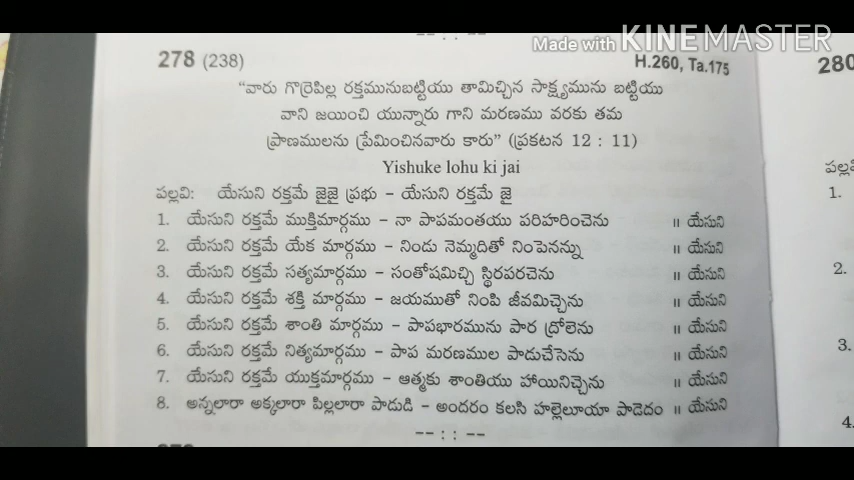 Made with KINEMASTER
-- : : --
278 (238) H.260, Ta.175
"వారు గొర్రెపిల్ల రక్తమునుబట్టియు తామిచ్చిన సాక్ష్యమును బట్టియు
వాని జయించి యున్నారు గాని మరణము వరకు తమ
ప్రాణములను ప్రేమించినవారు కారు" (ప్రకటన 12 : 11)
Yishuke lohu ki jai
పల్లవి: యేసుని రక్తమే జైజై ప్రభు - యేసుని రక్తమే జై
1. యేసుని రక్తమే ముక్తిమార్గము - నా పాపమంతయు పరిహరించెను ॥ యేసుని
2. యేసుని రక్తమే యేక మార్గము - నిండు నెమ్మదితో నింపెనన్ను ॥ యేసుని
3. యేసుని రక్తమే సత్యమార్గము - సంతోషమిచ్చి స్థిరపరచెను ॥ యేసుని
4. యేసుని రక్తమే శక్తి మార్గము - జయముతో నింపి జీవమిచ్చెను ॥ యేసుని
5. యేసుని రక్తమే శాంతి మార్గము - పాపభారమును పార ద్రోలెను ॥ యేసుని
6. యేసుని రక్తమే నిత్యమార్గము - పాప మరణముల పాడుచేసెను ॥ యేసుని
7. యేసుని రక్తమే యుక్తమార్గము - ఆత్మకు శాంతియు హాయినిచ్చెను ॥ యేసుని
8. అన్నలారా అక్కలారా పిల్లలారా పాడుడి - అందరం కలసి హల్లెలూయా పాడెదం ॥ యేసుని
-- : : --
280
1.
2.
3.
4.